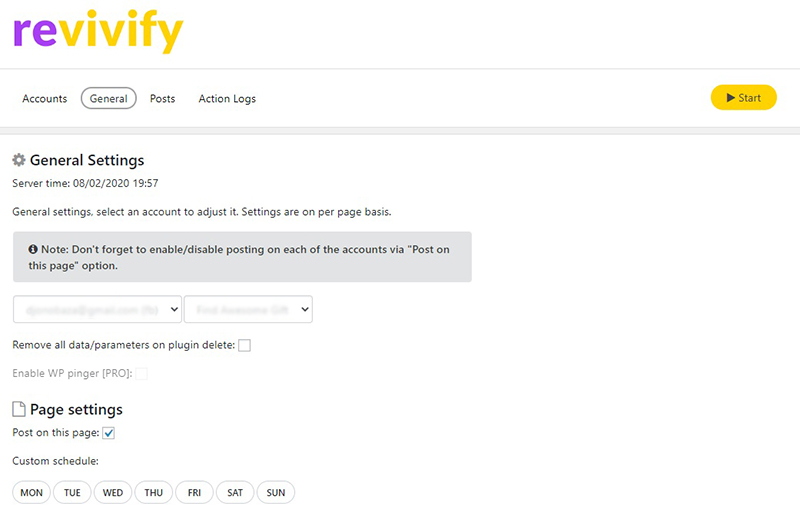 revivify
Accounts General Posts Action Logs Start
General Settings
Server time: 08/02/2020 19:57
General settings, select an account to adjust it. Settings are on per page basis.
Note: Don't forget to enable/disable posting on each of the accounts via "Post on
this page" option.
Remove all data/parameters on plugin delete:
Enable WP pinger [PRO]:
Page settings
Post on this page:
Custom schedule:
MON TUE WED THU FRI SAT SUN